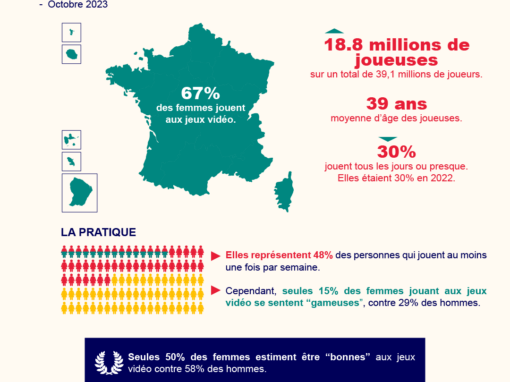 - Octobre 2023
18.8 millions de
joueuses
sur un total de 39,1 millions de joueurs.
67%
des femmes jouent
aux jeux vidéo.
39 ans
moyenne d'âge des joueuses.
30%
jouent tous les jours ou presque.
Elles étaient 30% en 2022.
LA PRATIQUE
Elles représentent 48% des personnes qui jouent au moins
une fois par semaine.
Cependant, seules 15% des femmes jouant aux jeux
vidéo se sentent “gameuses”, contre 29% des hommes.
Seules 50% des femmes estiment être “bonnes” aux jeux
vidéo contre 58% des hommes.